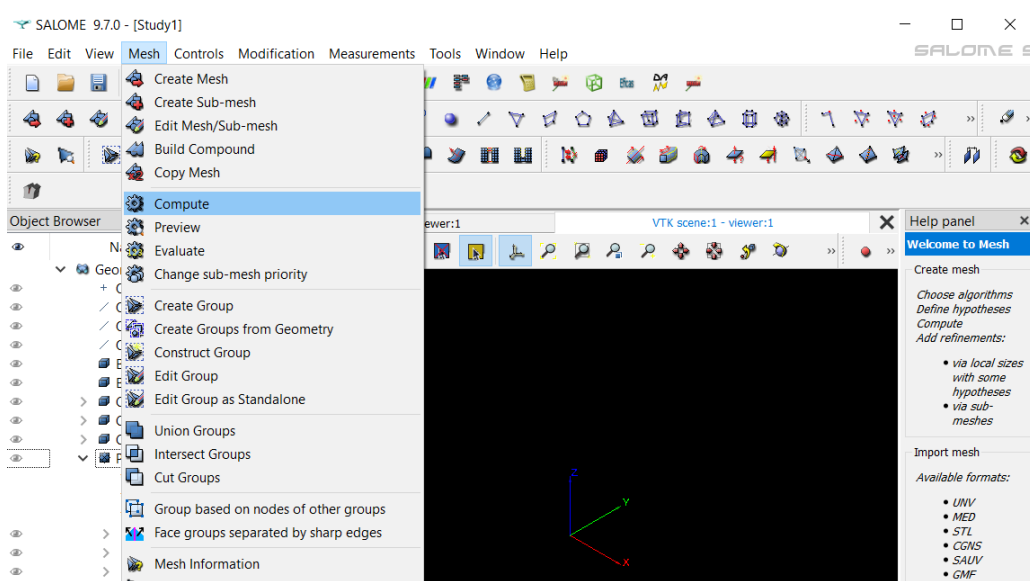 SALOME 9.7.0 - [Study1]
File Edit View Mesh Controls Modification Measurements Tools Window Help
SALOME
Create Mesh
Create Sub-mesh
Edit Mesh/Sub-mesh
Build Compound
Copy Mesh
Compute
Preview
Evaluate
Change sub-mesh priority
Create Group
Create Groups from Geometry
Construct Group
Edit Group
Edit Group as Standalone
Union Groups
Intersect Groups
Cut Groups
Group based on nodes of other groups
Face groups separated by sharp edges
Mesh Information
Object Browser
ewer:1
VTK scene:1 - viewer:1
Z
Y
X
Help panel
Welcome to Mesh
Create mesh
Choose algorithms
Define hypotheses
Compute
Add refinements:
• via local sizes
with some
hypotheses
• via sub-
meshes
Import mesh
Available formats:
• UNV
• MED
• STL
• CGNS
• SAUV
• GMF